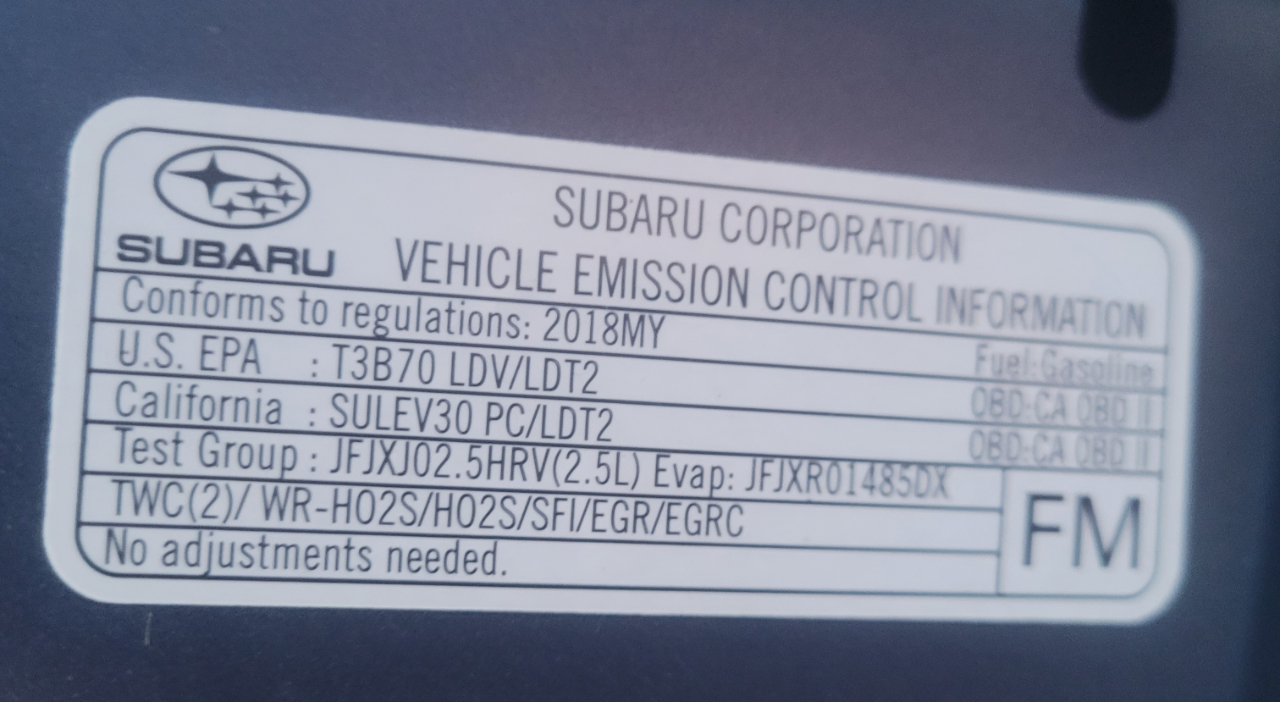 SUBARU CORPORATION
SUBARU VEHICLE EMISSION CONTROL INFORMATION
Conforms to regulations: 2018MY Fuel:Gasoline
U.S. EPA : T3B70 LDV/LDT2 OBD:CA OBD II
California : SULEV30 PC/LDT2 OBD:CA OBD II
Test Group : JFJXJ02.5HRV(2.5L) Evap: JFJXR01485DX
TWC(2)/ WR-HO2S/HO2S/SFI/EGR/EGRC
FM
No adjustments needed.